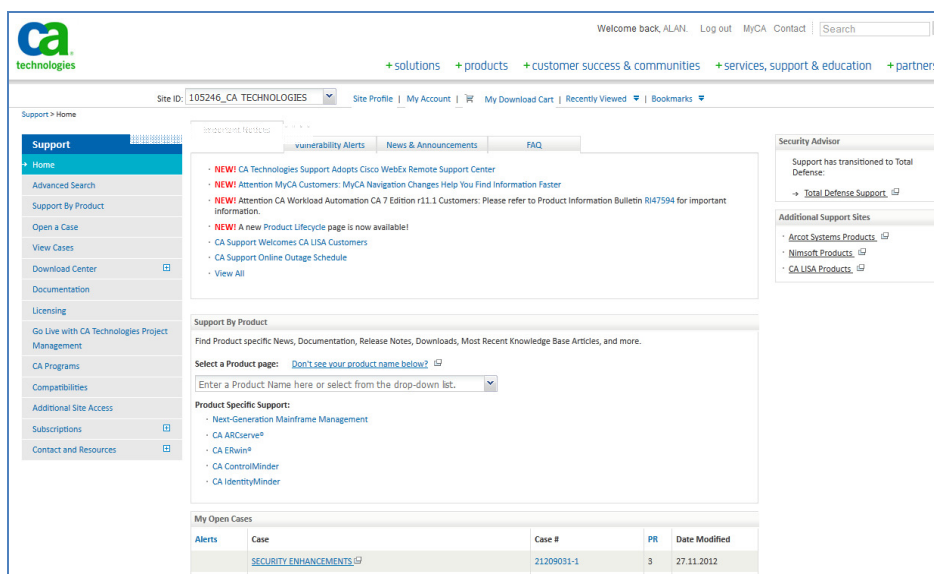 ca
technologies
Welcome back, ALAN. Log out MyCA Contact Search
+solutions +products +customer success & communities +services, support & education +partners
Site ID: 105246_CA TECHNOLOGIES Site Profile | My Account | My Download Cart | Recently Viewed | Bookmarks
Support > Home
Support
Home
Advanced Search
Support By Product
Open a Case
View Cases
Download Center
Documentation
Licensing
Go Live with CA Technologies Project
Management
CA Programs
Compatibilities
Additional Site Access
Subscriptions
Contact and Resources
Important Notices Vulnerability Alerts News & Announcements FAQ
· NEW! CA Technologies Support Adopts Cisco WebEx Remote Support Center
· NEW! Attention MyCA Customers: MyCA Navigation Changes Help You Find Information Faster
· NEW! Attention CA Workload Automation CA 7 Edition r11.1 Customers: Please refer to Product Information Bulletin RI47594 for important
information.
· NEW! A new Product Lifecycle page is now available!
· CA Support Welcomes CA LISA Customers
· CA Support Online Outage Schedule
· View All
Support By Product
Find Product specific News, Documentation, Release Notes, Downloads, Most Recent Knowledge Base Articles, and more.
Select a Product page: Don't see your product name below?
Enter a Product Name here or select from the drop-down list.
Product Specific Support:
· Next-Generation Mainframe Management
· CA ARCserve®
· CA ERwin®
· CA ControlMinder
· CA IdentityMinder
My Open Cases
Alerts Case Case # PR Date Modified
SECURITY ENHANCEMENTS 21209031-1 3 27.11.2012
Security Advisor
Support has transitioned to Total
Defense:
→ Total Defense Support
Additional Support Sites
· Arcot Systems Products
· Nimsoft Products
· CA LISA Products